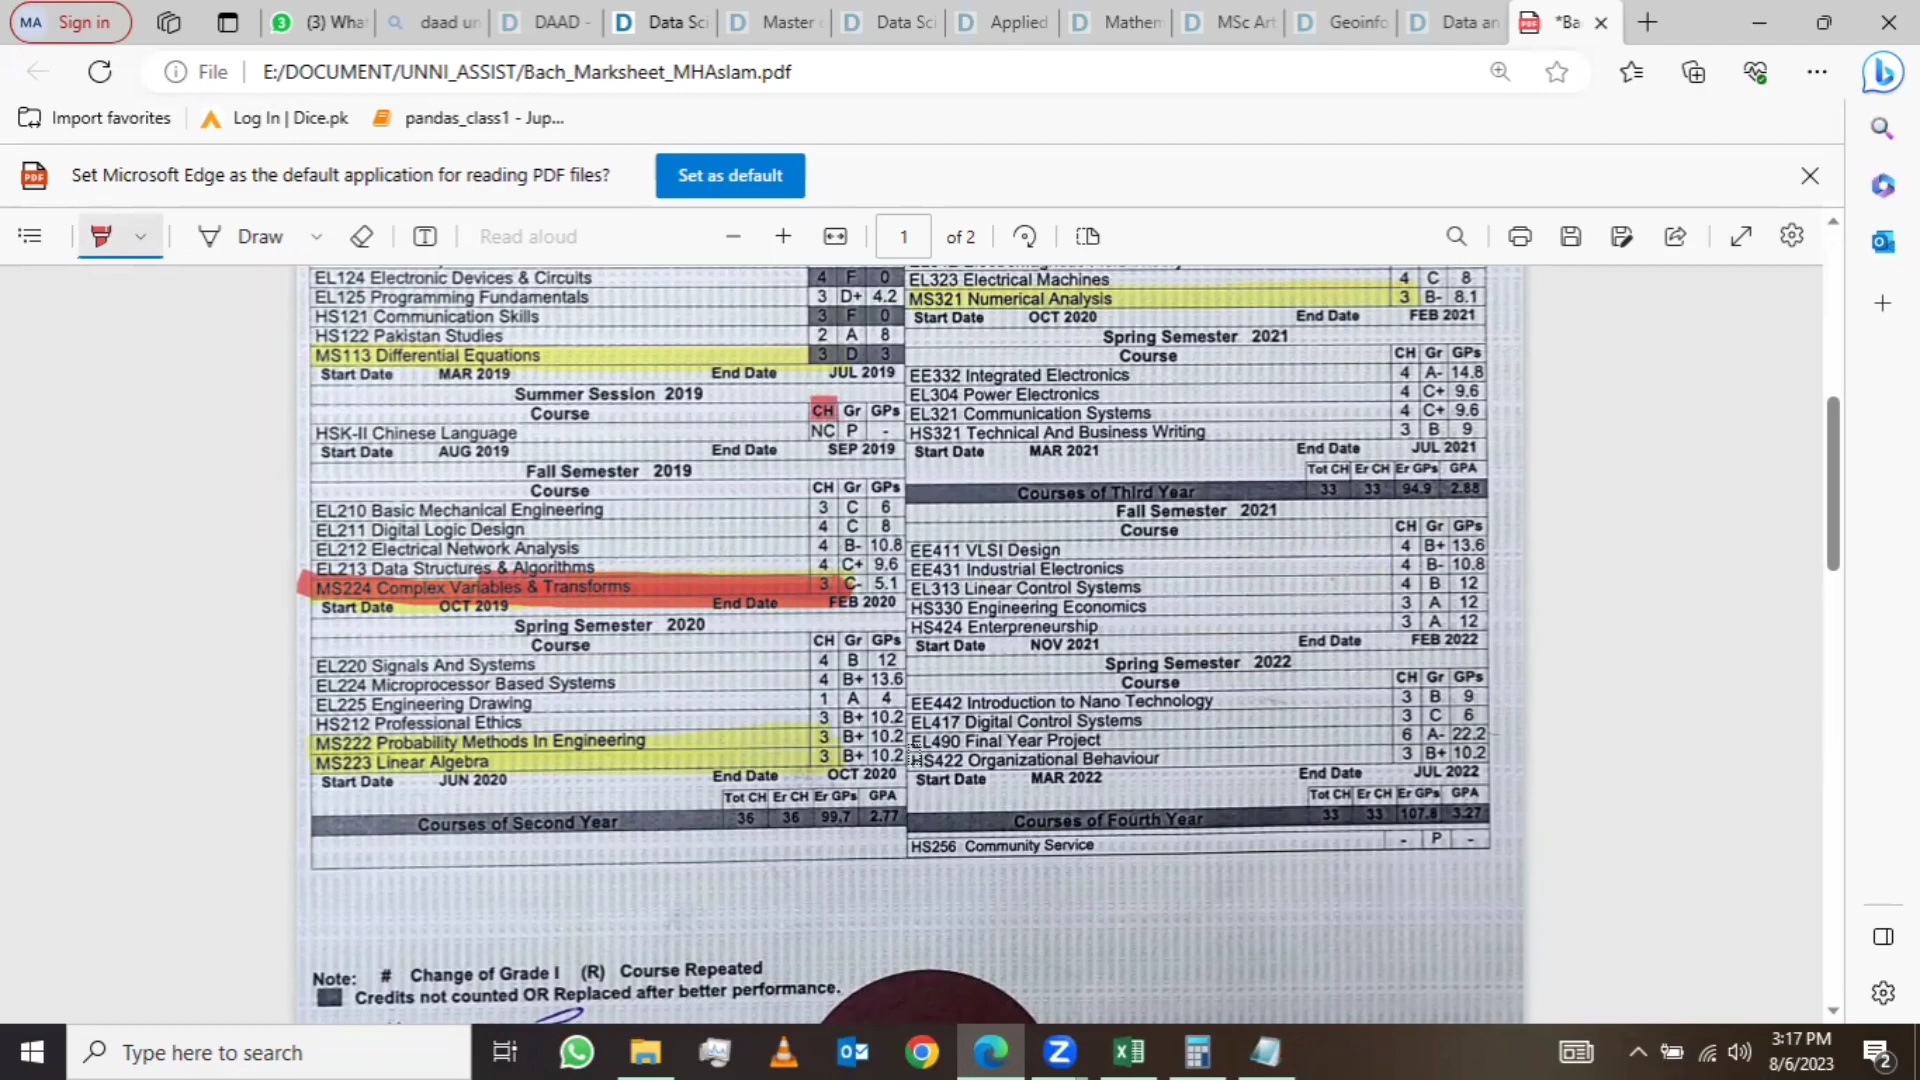 MA Sign in
(3) Wha
daad un
DAAD -
Data Sci
Master
Data Sci
Applied
Mathem
MSc Art
Geoinfo
Data an
*Ba
File E:/DOCUMENT/UNNI_ASSIST/Bach_Marksheet_MHAslam.pdf
Import favorites Log In | Dice.pk pandas_class1 - Jup...
PDF Set Microsoft Edge as the default application for reading PDF files? Set as default
Draw Read aloud 1 of 2
EL124 Electronic Devices & Circuits 4 F 0
EL125 Programming Fundamentals 3 D+ 4.2
HS121 Communication Skills 3 F 0
HS122 Pakistan Studies 2 A 8
MS113 Differential Equations 3 D 3
Start Date MAR 2019 End Date JUL 2019
Summer Session 2019
Course CH Gr GPs
HSK-II Chinese Language NC P -
Start Date AUG 2019 End Date SEP 2019
Fall Semester 2019
Course CH Gr GPs
EL210 Basic Mechanical Engineering 3 C 6
EL211 Digital Logic Design 4 C 8
EL212 Electrical Network Analysis 4 B- 10.8
EL213 Data Structures & Algorithms 4 C+ 9.6
MS224 Complex Variables & Transforms 3 C- 5.1
Start Date OCT 2019 End Date FEB 2020
Spring Semester 2020
Course CH Gr GPs
EL220 Signals And Systems 4 B 12
EL224 Microprocessor Based Systems 4 B+ 13.6
EL225 Engineering Drawing 1 A 4
HS212 Professional Ethics 3 B+ 10.2
MS222 Probability Methods In Engineering 3 B+ 10.2
MS223 Linear Algebra 3 B+ 10.2
Start Date JUN 2020 End Date OCT 2020
Tot CH Er CH Er GPs GPA
Courses of Second Year 36 36 99.7 2.77
EL323 Electrical Machines 4 C 8
MS321 Numerical Analysis 3 B- 8.1
Start Date OCT 2020 End Date FEB 2021
Spring Semester 2021
Course CH Gr GPs
EE332 Integrated Electronics 4 A- 14.8
EL304 Power Electronics 4 C+ 9.6
EL321 Communication Systems 4 C+ 9.6
HS321 Technical And Business Writing 3 B 9
Start Date MAR 2021 End Date JUL 2021
Tot CH Er CH Er GPs GPA
Courses of Third Year 33 33 94.9 2.88
Fall Semester 2021
Course CH Gr GPs
EE411 VLSI Design 4 B+ 13.6
EE431 Industrial Electronics 4 B- 10.8
EL313 Linear Control Systems 4 B 12
HS330 Engineering Economics 3 A 12
HS424 Enterpreneurship 3 A 12
Start Date NOV 2021 End Date FEB 2022
Spring Semester 2022
Course CH Gr GPs
EE442 Introduction to Nano Technology 3 B 9
EL417 Digital Control Systems 3 C 6
EL490 Final Year Project 6 A- 22.2
HS422 Organizational Behaviour 3 B+ 10.2
Start Date MAR 2022 End Date JUL 2022
Tot CH Er CH Er GPs GPA
Courses of Fourth Year 33 33 107.8 3.27
HS256 Community Service - P -
Note: # Change of Grade I (R) Course Repeated
Credits not counted OR Replaced after better performance.
Type here to search
3:17 PM
8/6/2023
2